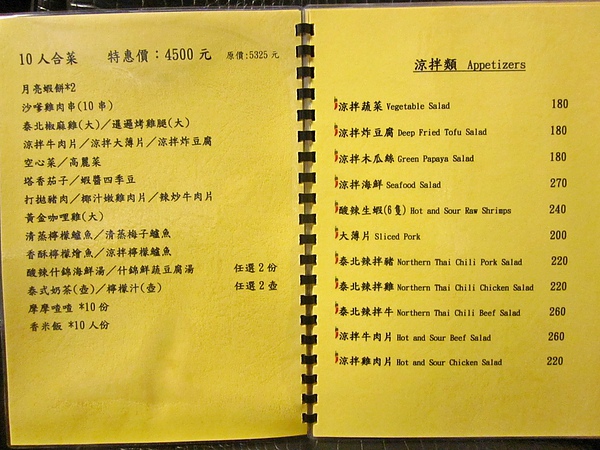 10人合菜 特惠價：4500元 原價:5325元
月亮蝦餅*2
沙嗲雞肉串(10串)
泰北椒麻雞(大)／暹邏烤雞腿(大)
涼拌牛肉片／涼拌大薄片／涼拌炸豆腐
空心菜／高麗菜
塔香茄子／蝦醬四季豆
打拋豬肉／椰汁嫩雞肉片／辣炒牛肉片
黃金咖哩雞(大)
清蒸檸檬鱸魚／清蒸梅子鱸魚
香酥檸檬燴魚／涼拌檸檬鱸魚
酸辣什錦海鮮湯／什錦鮮蔬豆腐湯 任選2份
泰式奶茶(壺)／檸檬汁(壺) 任選2壺
摩摩喳喳 *10份
香米飯 *10人份
涼拌類 Appetizers
涼拌蔬菜 Vegetable Salad 180
涼拌炸豆腐 Deep Fried Tofu Salad 180
涼拌木瓜絲 Green Papaya Salad 180
涼拌海鮮 Seafood Salad 270
酸辣生蝦(6隻) Hot and Sour Raw Shrimps 240
大薄片 Sliced Pork 200
泰北辣拌豬 Northern Thai Chili Pork Salad 220
泰北辣拌雞 Northern Thai Chili Chicken Salad 220
泰北辣拌牛 Northern Thai Chili Beef Salad 260
涼拌牛肉片 Hot and Sour Beef Salad 260
涼拌雞肉片 Hot and Sour Chicken Salad 220